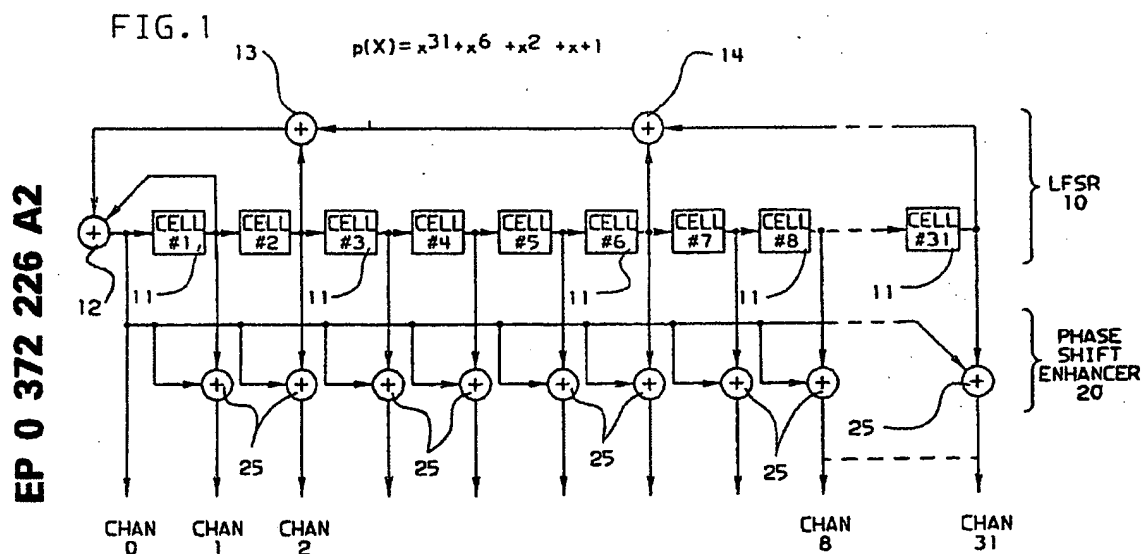 FIG.1
p(X)= x31+x6 +x2 +x+1
13
14
LFSR
10
CELL
#1
CELL
#2
CELL
#3
CELL
#4
CELL
#5
CELL
#6
CELL
#7
CELL
#8
CELL
#31
12
11
11
11
11
11
PHASE
SHIFT
ENHANCER
20
25
25
25
25
25
CHAN
0
CHAN
1
CHAN
2
CHAN
8
CHAN
31
EP 0 372 226 A2